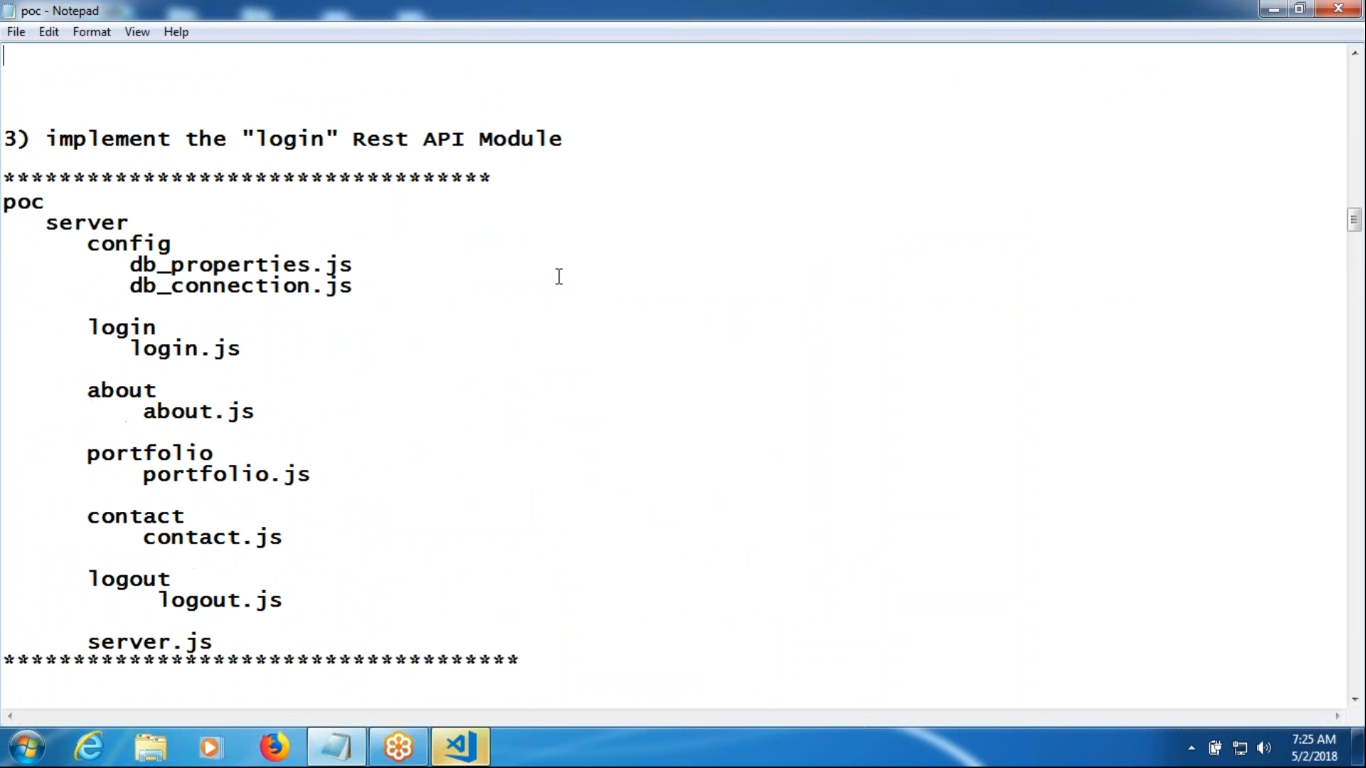 poc - Notepad
File Edit Format View Help
3) implement the "login" Rest API Module
***********************************
poc
server
config
db_properties.js
db_connection.js
login
login.js
about
about.js
portfolio
portfolio.js
contact
contact.js
logout
logout.js
server.js
*************************************
7:25 AM
5/2/2018